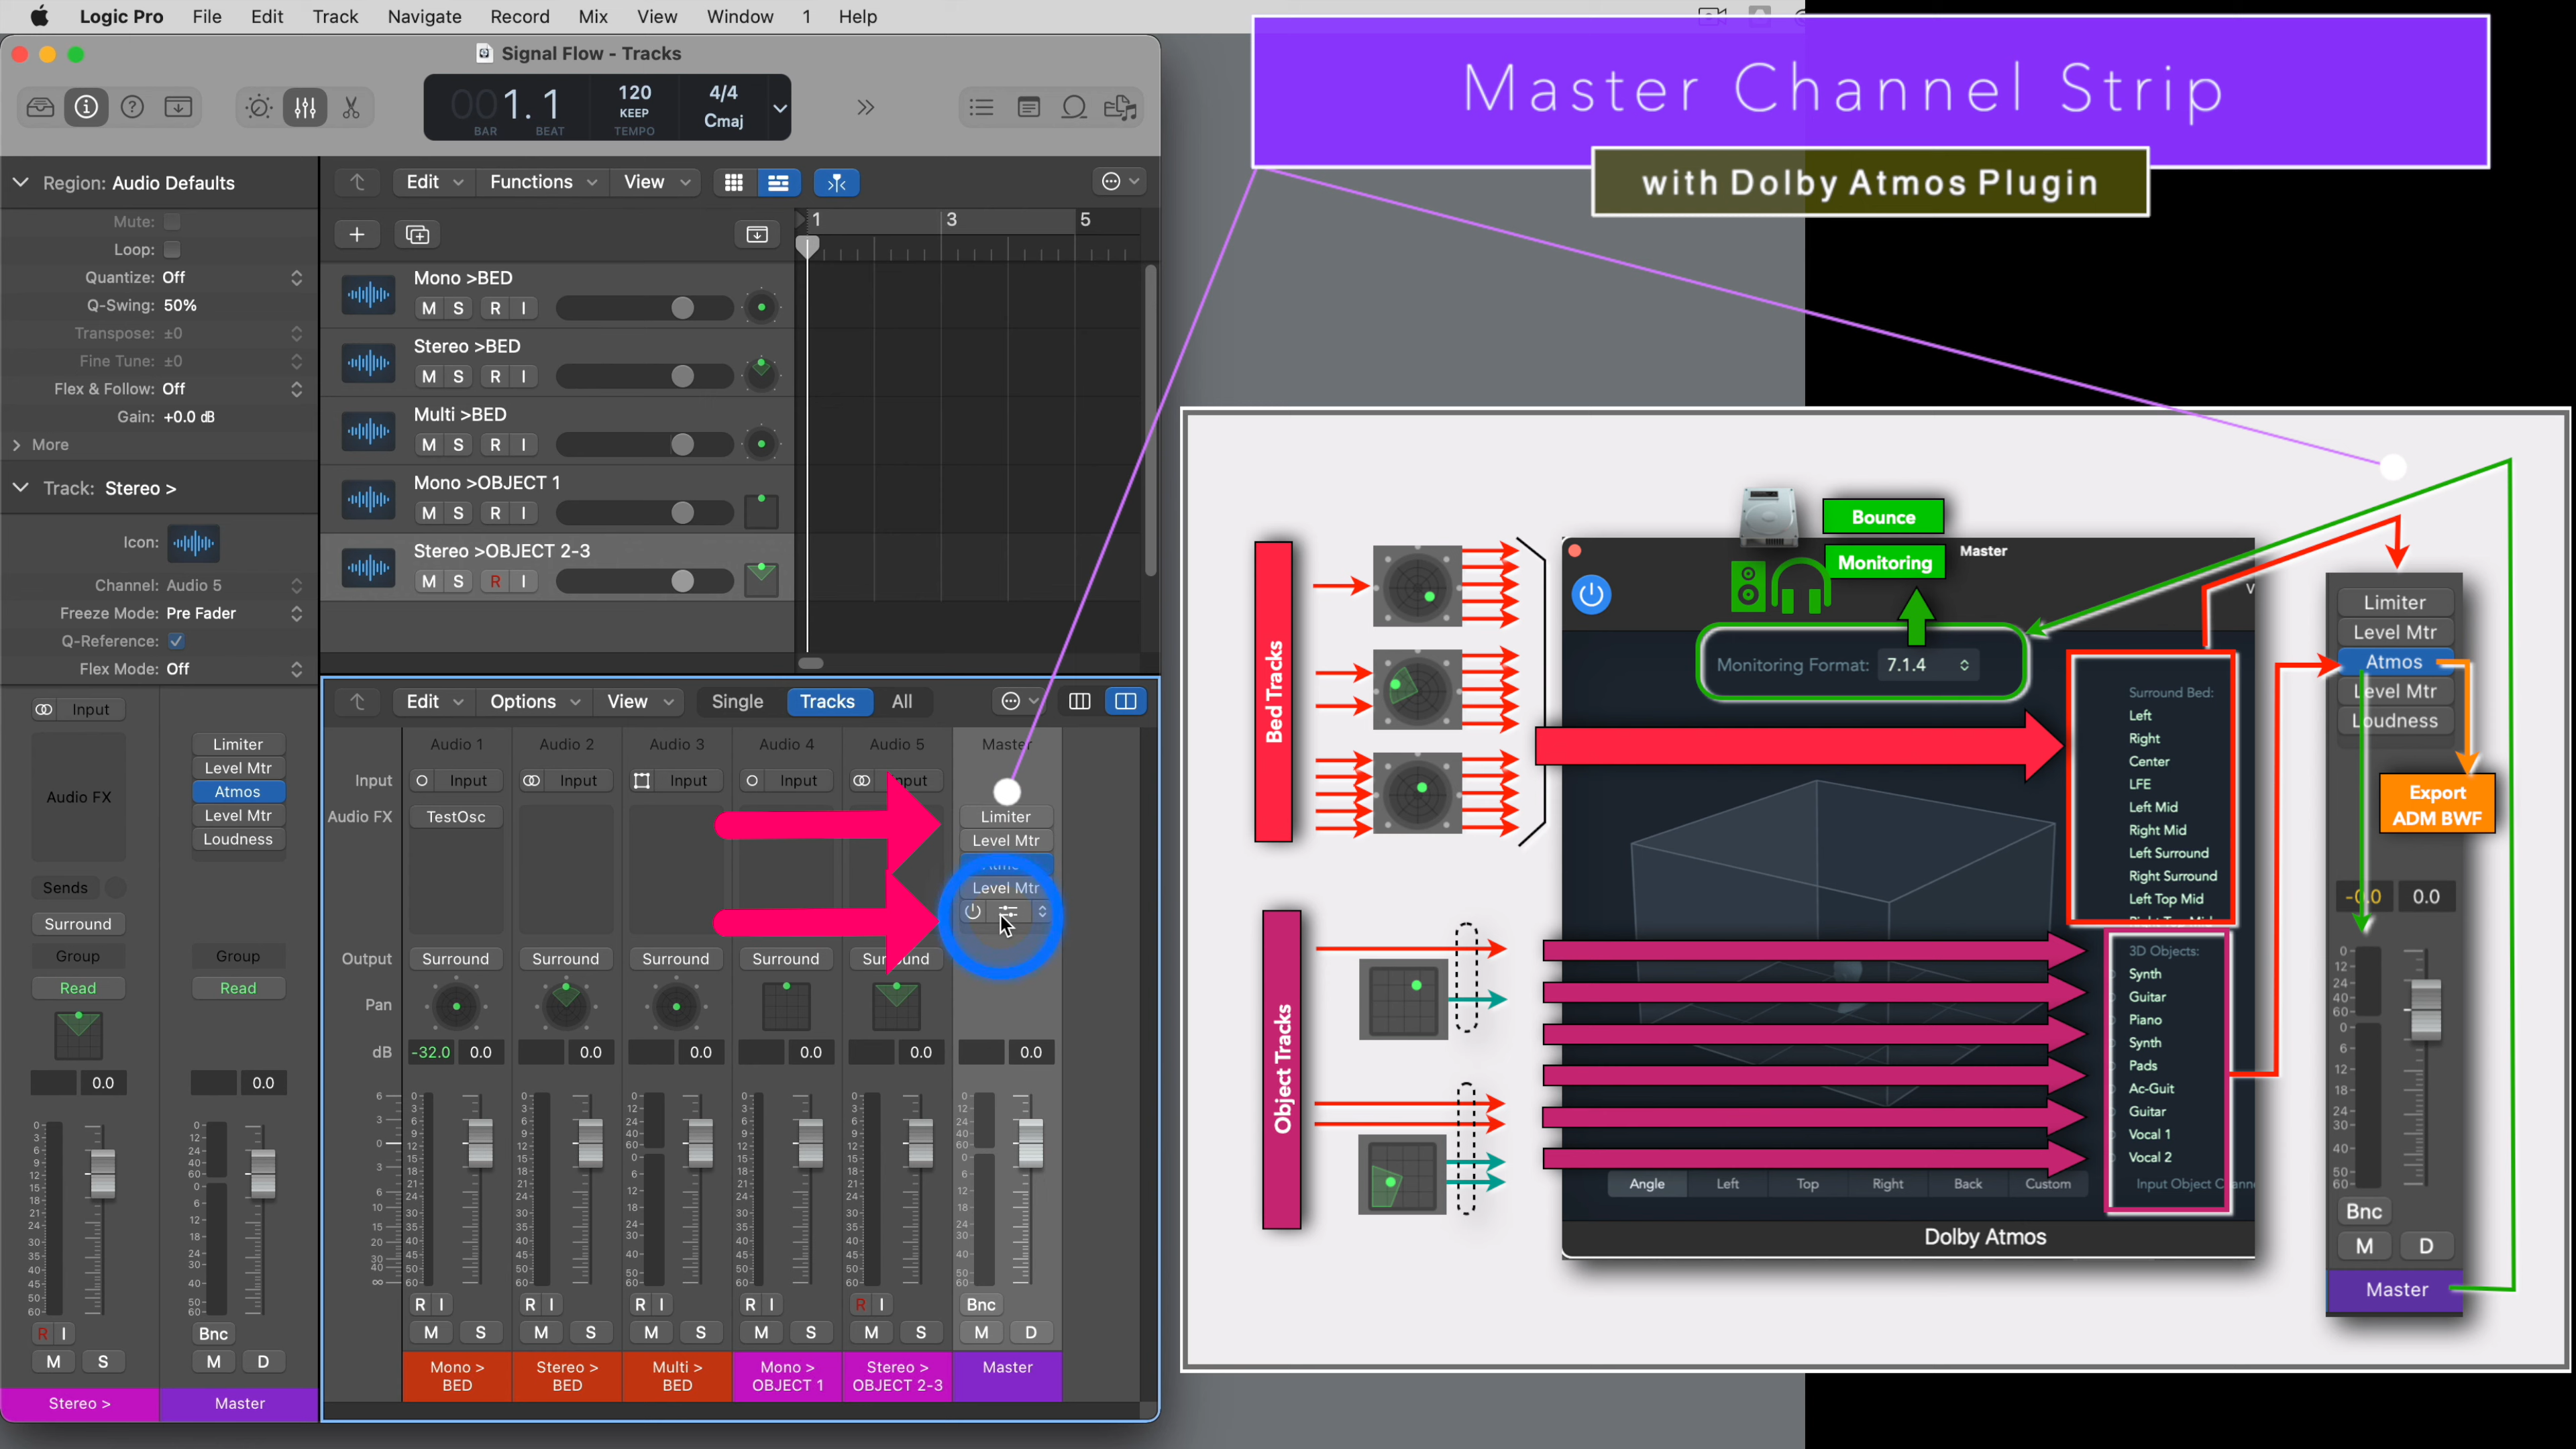 Logic Pro File Edit Track Navigate Record Mix View Window 1 Help
Signal Flow - Tracks
Master Channel Strip
with Dolby Atmos Plugin
001.1
BAR BEAT
120
KEEP
TEMPO
4/4
Cmaj
Region: Audio Defaults
Mute:
Loop:
Quantize: Off
Q-Swing: 50%
Transpose: ±0
Fine Tune: ±0
Flex & Follow: Off
Gain: +0.0 dB
More
Track: Stereo >
Icon:
Channel: Audio 5
Freeze Mode: Pre Fader
Q-Reference:
Flex Mode: Off
Edit Functions View
1 3 5
Mono >BED
M S R I
Stereo >BED
M S R I
Multi >BED
M S R I
Mono >OBJECT 1
M S R I
Stereo >OBJECT 2-3
M S R I
Input
Audio FX
Sends
Surround
Group
Read
0.0
R I
M S
Stereo >
Limiter
Level Mtr
Atmos
Level Mtr
Loudness
Group
Read
0.0
Bnc
M D
Master
Edit Options View Single Tracks All
Audio 1 Audio 2 Audio 3 Audio 4 Audio 5 Master
Input Input Input Input Input
Audio FX TestOsc
Limiter
Level Mtr
Level Mtr
Output Surround Surround Surround Surround
Pan
dB -32.0 0.0 0.0 0.0 0.0 0.0 0.0
R I R I R I R I R I Bnc
M S M S M S M S M S M D
Mono >
BED
Stereo >
BED
Multi >
BED
Mono >
OBJECT 1
Stereo >
OBJECT 2-3
Master
Bed Tracks
Object Tracks
Bounce
Monitoring
Master
Monitoring Format: 7.1.4
Surround Bed:
Left
Right
Center
LFE
Left Mid
Right Mid
Left Surround
Right Surround
Left Top Mid
3D Objects:
Synth
Guitar
Piano
Synth
Pads
Ac-Guit
Guitar
Vocal 1
Vocal 2
Angle Left Top Right Back Custom
Input Object
Dolby Atmos
Limiter
Level Mtr
Atmos
Level Mtr
Loudness
Export
ADM BWF
0.0
Bnc
M D
Master